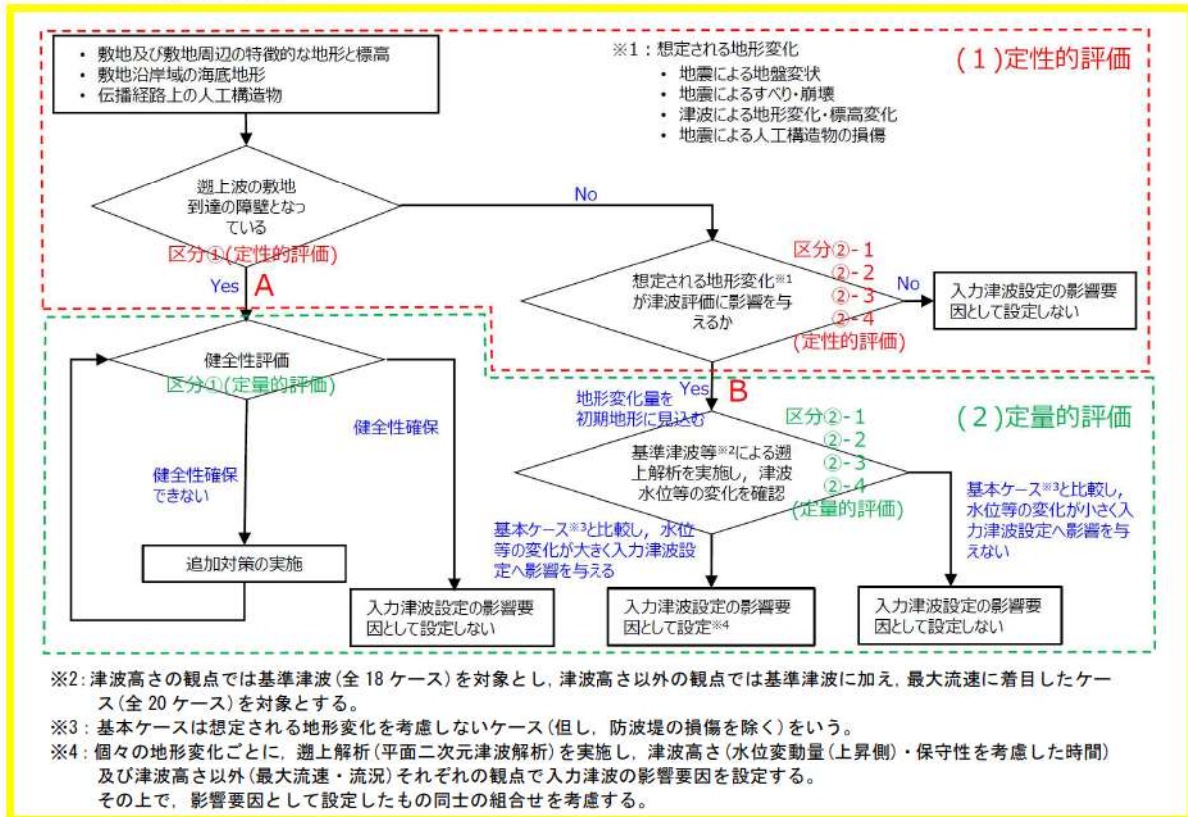 ・ 敷地及び敷地周辺の特徴的な地形と標高
・ 敷地沿岸域の海底地形
・ 伝播経路上の人工構造物
※1：想定される地形変化
・ 地震による地盤変状
・ 地震によるすべり・崩壊
・ 津波による地形変化・標高変化
・ 地震による人工構造物の損傷
(1)定性的評価
遡上波の敷地
到達の障壁となっ
ている
区分①(定性的評価)
No
Yes
A
想定される地形変化※1
が津波評価に影響を与
えるか
区分②-1
②-2
②-3
②-4
(定性的評価)
No
入力津波設定の影響要
因として設定しない
健全性評価
区分①(定量的評価)
健全性確保
健全性確保
できない
追加対策の実施
入力津波設定の影響要
因として設定しない
Yes
B
(2)定量的評価
地形変化量を
初期地形に見込む
基準津波等※2による遡
上解析を実施し，津波
水位等の変化を確認
区分②-1
②-2
②-3
②-4
(定量的評価)
基本ケース※3と比較し，水位
等の変化が大きく入力津波設
定へ影響を与える
基本ケース※3と比較し，
水位等の変化が小さく入
力津波設定へ影響を与
えない
入力津波設定の影響要
因として設定※4
入力津波設定の影響要
因として設定しない
※2：津波高さの観点では基準津波(全 18 ケース)を対象とし，津波高さ以外の観点では基準津波に加え，最大流速に着目したケー
ス(全 20 ケース)を対象とする。
※3：基本ケースは想定される地形変化を考慮しないケース(但し，防波堤の損傷を除く)をいう。
※4：個々の地形変化ごとに，遡上解析(平面二次元津波解析)を実施し，津波高さ(水位変動量(上昇側)・保守性を考慮した時間)
及び津波高さ以外(最大流速・流況)それぞれの観点で入力津波の影響要因を設定する。
その上で，影響要因として設定したもの同士の組合せを考慮する。